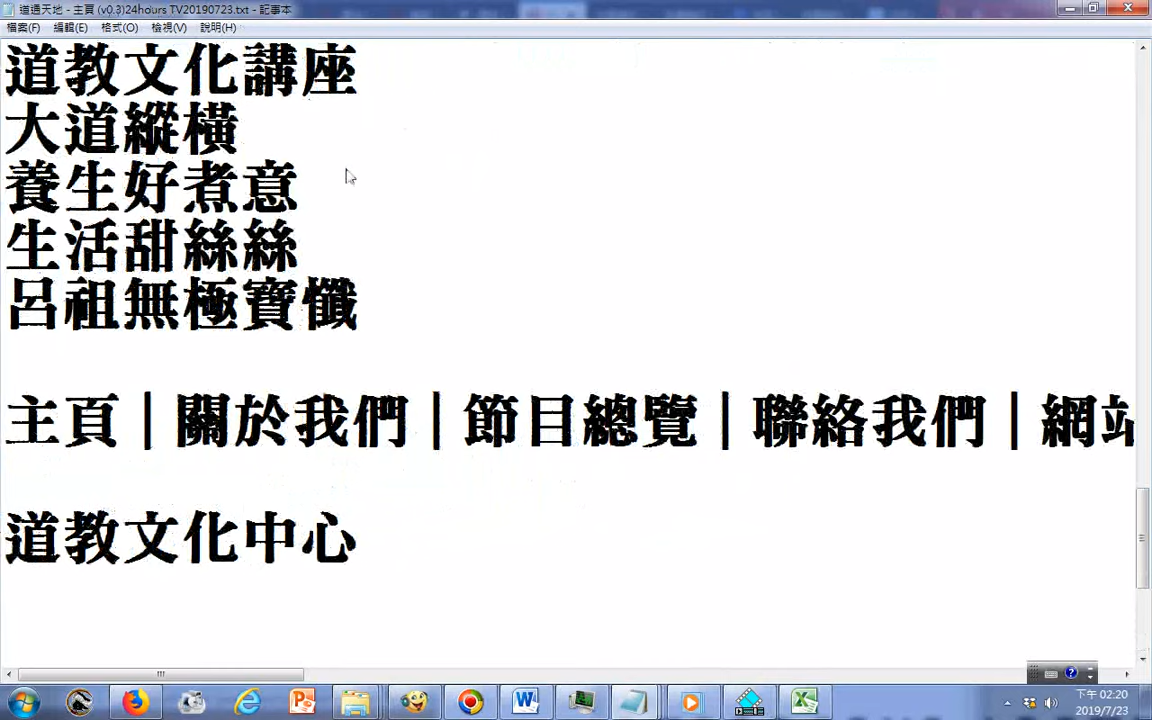 道通天地 - 主頁 (v0.3)24hours TV20190723.txt - 記事本
檔案(F) 編輯(E) 格式(O) 檢視(V) 說明(H)
道教文化講座
大道縱橫
養生好煮意
生活甜絲絲
呂祖無極寶懺
主頁 | 關於我們 | 節目總覽 | 聯絡我們 | 網站
道教文化中心
下午 02:20
2019/7/23